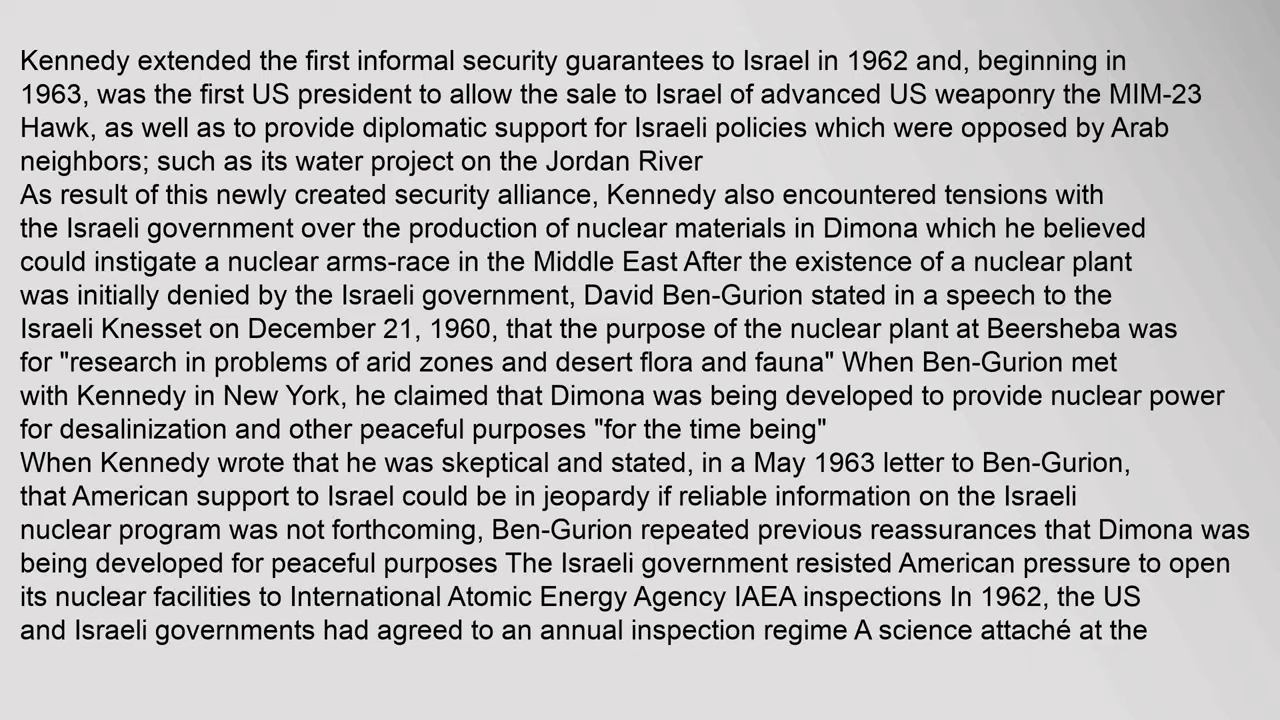 Kennedy extended the first informal security guarantees to Israel in 1962 and, beginning in
1963, was the first US president to allow the sale to Israel of advanced US weaponry the MIM-23
Hawk, as well as to provide diplomatic support for Israeli policies which were opposed by Arab
neighbors; such as its water project on the Jordan River
As result of this newly created security alliance, Kennedy also encountered tensions with
the Israeli government over the production of nuclear materials in Dimona which he believed
could instigate a nuclear arms-race in the Middle East After the existence of a nuclear plant
was initially denied by the Israeli government, David Ben-Gurion stated in a speech to the
Israeli Knesset on December 21, 1960, that the purpose of the nuclear plant at Beersheba was
for "research in problems of arid zones and desert flora and fauna" When Ben-Gurion met
with Kennedy in New York, he claimed that Dimona was being developed to provide nuclear power
for desalinization and other peaceful purposes "for the time being"
When Kennedy wrote that he was skeptical and stated, in a May 1963 letter to Ben-Gurion,
that American support to Israel could be in jeopardy if reliable information on the Israeli
nuclear program was not forthcoming, Ben-Gurion repeated previous reassurances that Dimona was
being developed for peaceful purposes The Israeli government resisted American pressure to open
its nuclear facilities to International Atomic Energy Agency IAEA inspections In 1962, the US
and Israeli governments had agreed to an annual inspection regime A science attaché at the